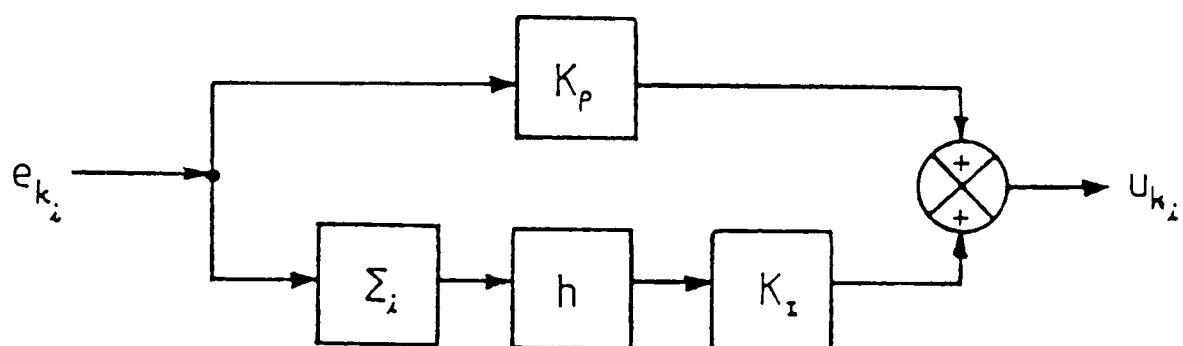 K_p
e_{k_i}
+
u_{k_i}
+
Σ_i
h
K_I